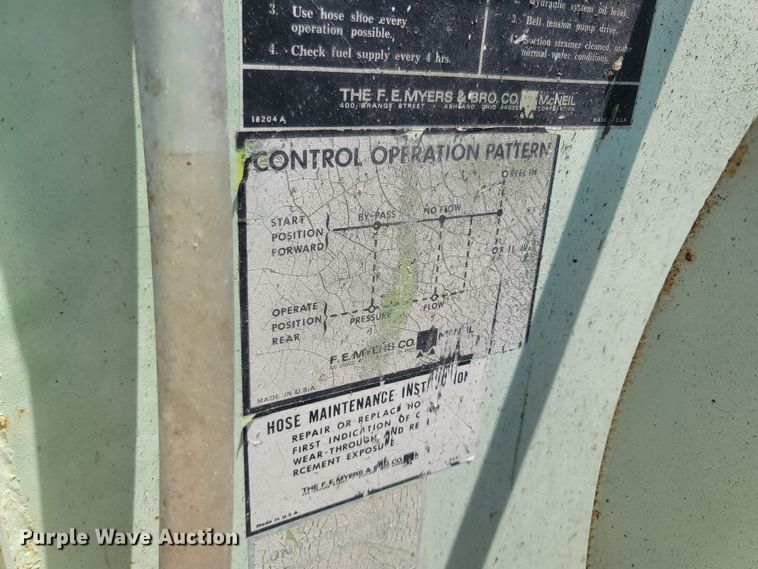 3. Use hose shoe every
operation possible.
4. Check fuel supply every 4 hrs.
hydraulic system oil level.
3. Belt tension pump drive.
Suction strainer cleaned, under
normal water conditions.
THE F. E. MYERS & BRO. CO. McNEIL
400 ORANGE STREET ASHLAND OHIO CORPORATION
18204 A
MADE IN U.S.A.
CONTROL OPERATION PATTERN
REEL IN
START
POSITION
FORWARD
BY-PASS NO FLOW
OPERATE
POSITION
REAR
PRESSURE FLOW
F. E. MYERS CO. McNEIL
MADE IN U.S.A.
HOSE MAINTENANCE INSTRUCTION
REPAIR OR REPLACE HO
FIRST INDICATION OF C
WEAR-THROUGH AND RE
RCEMENT EXPOSURE
THE F. E. MYERS & BRO. CO.
Made in U.S.A.
Purple Wave Auction